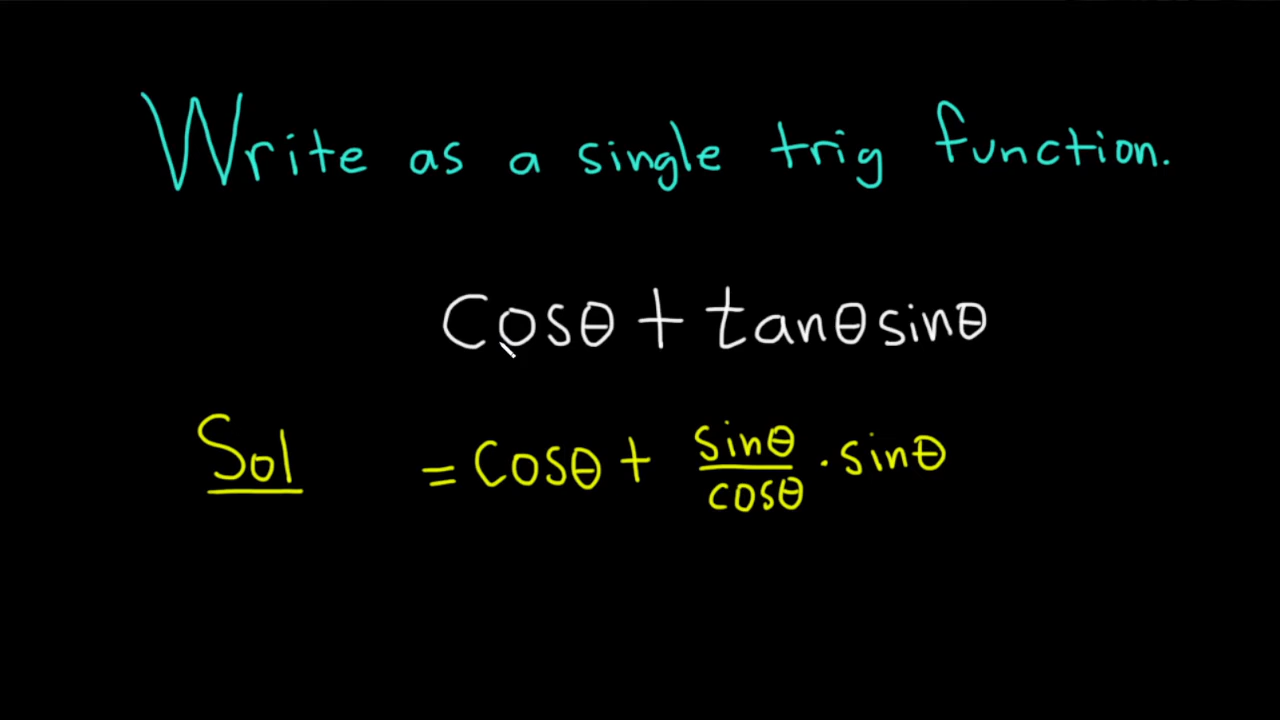 Write as a single trig function.
Cosθ + tanθsinθ
Sol = cosθ + sinθ/cosθ · sinθ